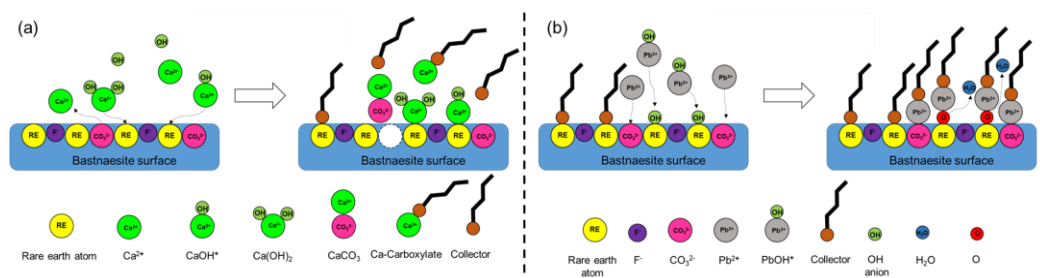 (a)
OH
OH
OH OH
OH
Ca²⁺
OH
Ca²⁺
Ca²⁺
Ca²⁺
RE F⁻ RE CO₃²⁻ RE F⁻ RE CO₃²⁻
Bastnaesite surface
Ca²⁺
Ca²⁺
CO₃²⁻
OH OH
Ca²⁺
OH
Ca²⁺
RE F⁻ RE RE F⁻ RE CO₃²⁻
Bastnaesite surface
RE
Rare earth atom
Ca²⁺
Ca²⁺
OH
Ca²⁺
CaOH⁺
OH OH
Ca²⁺
Ca(OH)₂
Ca²⁺
CO₃²⁻
CaCO₃
Ca²⁺
Ca-Carboxylate
Collector
(b)
OH
Pb²⁺
OH
Pb²⁺
Pb²⁺
Pb²⁺
OH OH
RE F⁻ RE CO₃²⁻ RE F⁻ RE CO₃²⁻
Bastnaesite surface
H₂O
H₂O
Pb²⁺ Pb²⁺ Pb²⁺ Pb²⁺
O O
RE F⁻ RE CO₃²⁻ RE F⁻ RE CO₃²⁻
Bastnaesite surface
RE
Rare earth
atom
F⁻
F⁻
CO₃²⁻
CO₃²⁻
Pb²⁺
Pb²⁺
OH
Pb²⁺
PbOH⁺
Collector
OH
OH
anion
H₂O
H₂O
O
O